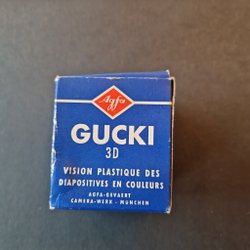 Agfa
GUCKI
3D
VISION PLASTIQUE DES
DIAPOSITIVES EN COULEURS
AGFA-GEVAERT
CAMERA-WERK - MUNCHEN